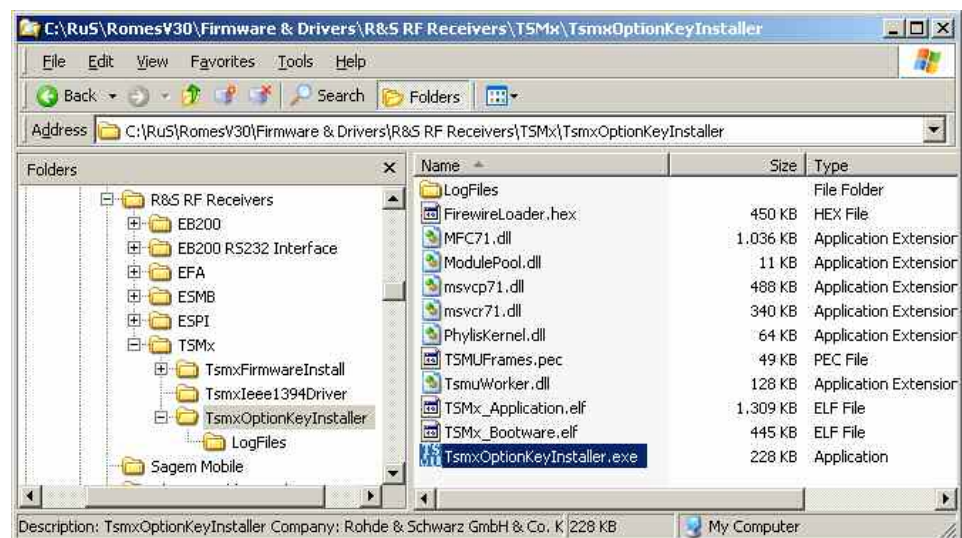 C:\RuS\RomesV30\Firmware & Drivers\R&S RF Receivers\TSMx\TsmxOptionKeyInstaller
File Edit View Favorites Tools Help
Back Search Folders
Address C:\RuS\RomesV30\Firmware & Drivers\R&S RF Receivers\TSMx\TsmxOptionKeyInstaller
Folders x
R&S RF Receivers
EB200
EB200 RS232 Interface
EFA
ESMB
ESPI
TSMx
TsmxFirmwareInstall
TsmxIeee1394Driver
TsmxOptionKeyInstaller
LogFiles
Sagem Mobile
Name Size Type
LogFiles File Folder
FirewireLoader.hex 450 KB HEX File
MFC71.dll 1.036 KB Application Extension
ModulePool.dll 11 KB Application Extension
msvcp71.dll 488 KB Application Extension
msvcr71.dll 340 KB Application Extension
PhylisKernel.dll 64 KB Application Extension
TSMUFrames.pec 49 KB PEC File
TsmuWorker.dll 128 KB Application Extension
TSMx_Application.elf 1.309 KB ELF File
TSMx_Bootware.elf 445 KB ELF File
TsmxOptionKeyInstaller.exe 228 KB Application
Description: TsmxOptionKeyInstaller Company: Rohde & Schwarz GmbH & Co. K 228 KB My Computer